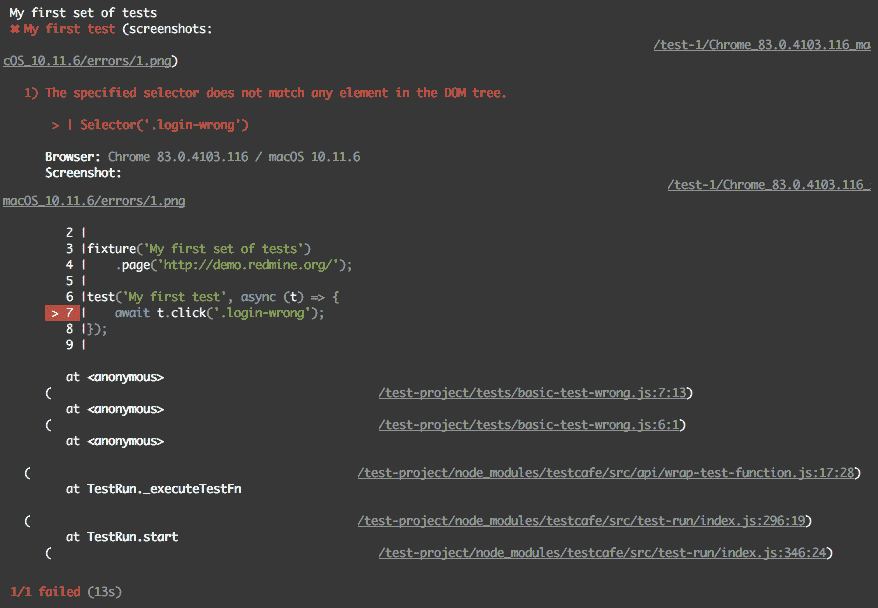 My first set of tests
✖ My first test (screenshots:
/test-1/Chrome_83.0.4103.116_ma
cOS_10.11.6/errors/1.png)
1) The specified selector does not match any element in the DOM tree.
> | Selector('.login-wrong')
Browser: Chrome 83.0.4103.116 / macOS 10.11.6
Screenshot:
/test-1/Chrome_83.0.4103.116_
macOS_10.11.6/errors/1.png
2 |
3 |fixture('My first set of tests')
4 |    .page('http://demo.redmine.org/');
5 |
6 |test('My first test', async (t) => {
> 7 |    await t.click('.login-wrong');
8 |});
9 |
at <anonymous>
( /test-project/tests/basic-test-wrong.js:7:13)
at <anonymous>
( /test-project/tests/basic-test-wrong.js:6:1)
at <anonymous>
( /test-project/node_modules/testcafe/src/api/wrap-test-function.js:17:28)
at TestRun._executeTestFn
( /test-project/node_modules/testcafe/src/test-run/index.js:296:19)
at TestRun.start
( /test-project/node_modules/testcafe/src/test-run/index.js:346:24)
1/1 failed (13s)